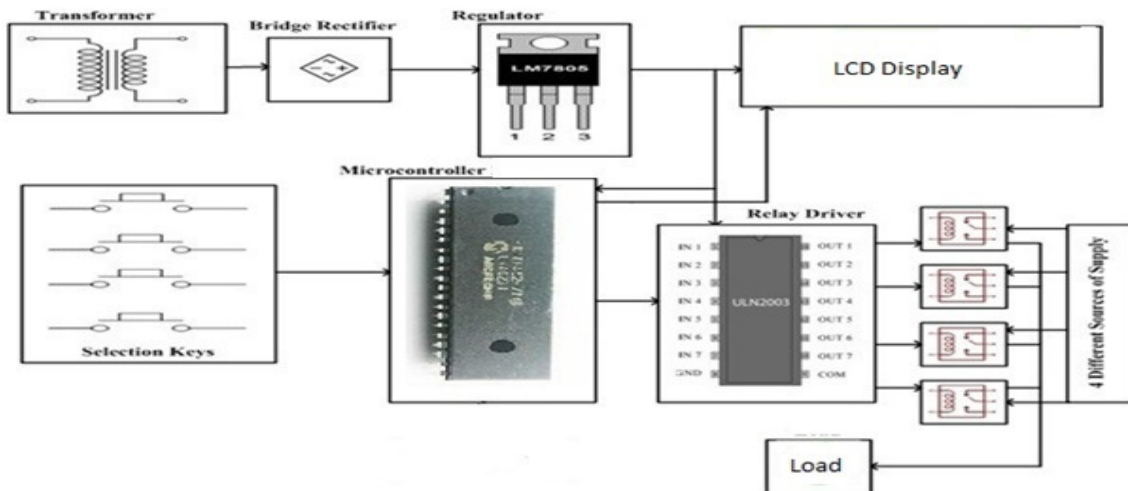 Transformer
Bridge Rectifier
Regulator
LM7805
1 2 3
LCD Display
Microcontroller
Selection Keys
Relay Driver
IN 1
IN 2
IN 3
IN 4
IN 5
IN 6
IN 7
GND
ULN2003
OUT 1
OUT 2
OUT 3
OUT 4
OUT 5
OUT 6
OUT 7
COM
4 Different Sources of Supply
Load